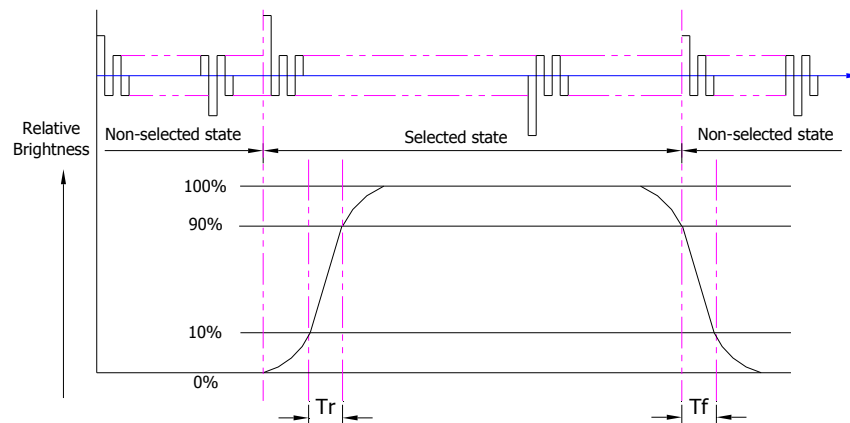 Relative
Brightness
Non-selected state
Selected state
Non-selected state
100%
90%
10%
0%
Tr
Tf